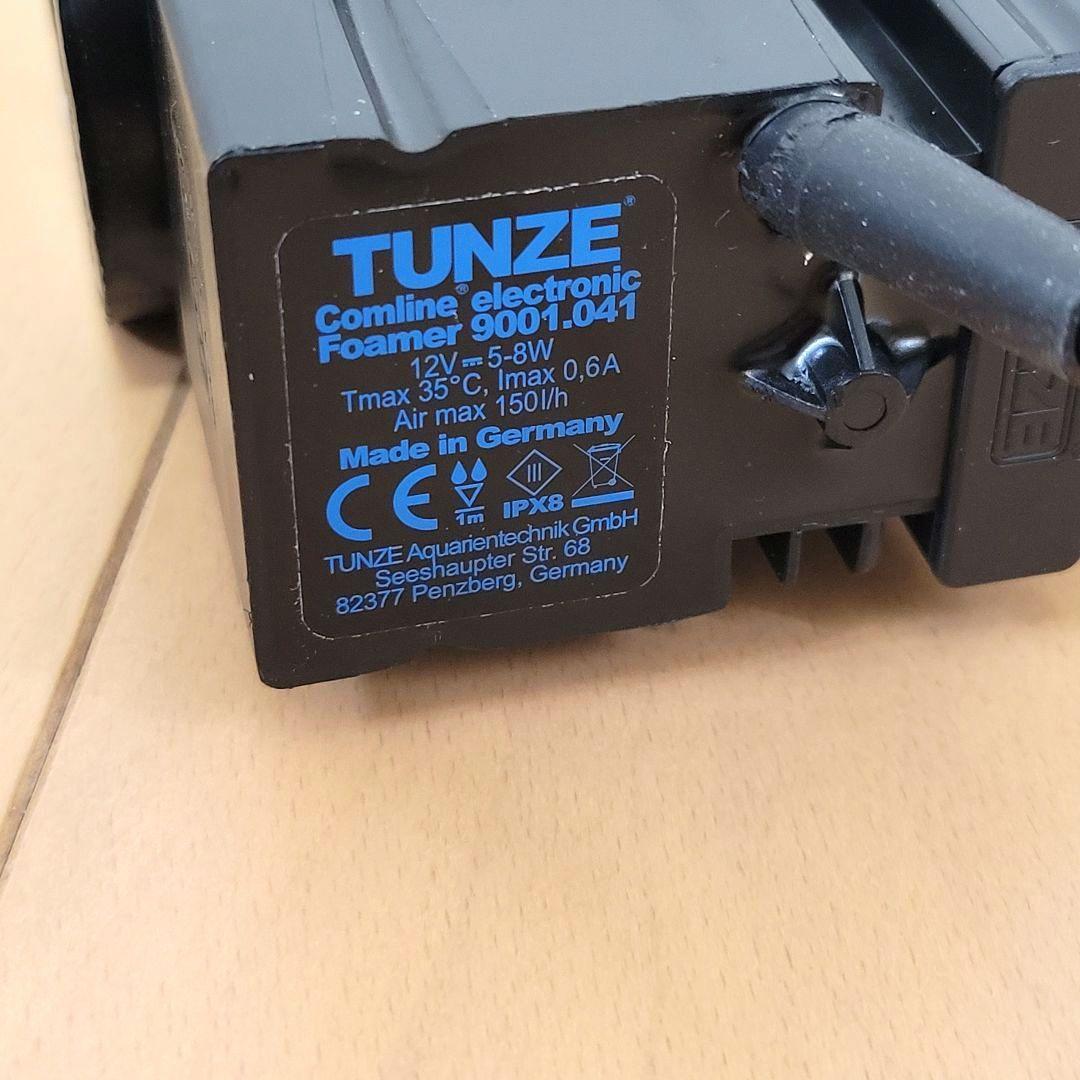 TUNZE®
Comline® electronic
Foamer 9001.041
12V⎓5-8W
Tmax 35°C, Imax 0,6A
Air max 150l/h
Made in Germany
CE 1m III IPX8
TUNZE Aquarientechnik GmbH
Seeshaupter Str. 68
82377 Penzberg, Germany